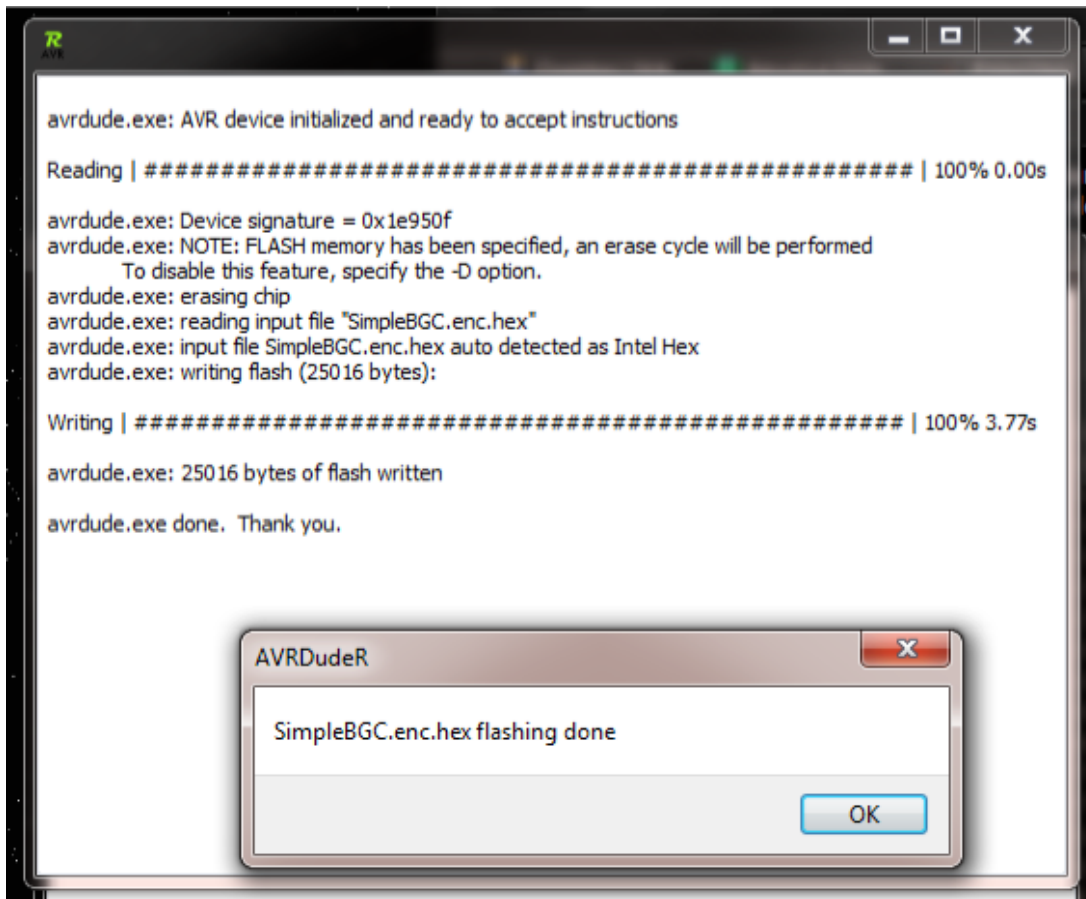 R
AVR
avrdude.exe: AVR device initialized and ready to accept instructions
Reading | ################################################## | 100% 0.00s
avrdude.exe: Device signature = 0x1e950f
avrdude.exe: NOTE: FLASH memory has been specified, an erase cycle will be performed
To disable this feature, specify the -D option.
avrdude.exe: erasing chip
avrdude.exe: reading input file "SimpleBGC.enc.hex"
avrdude.exe: input file SimpleBGC.enc.hex auto detected as Intel Hex
avrdude.exe: writing flash (25016 bytes):
Writing | ################################################## | 100% 3.77s
avrdude.exe: 25016 bytes of flash written
avrdude.exe done.  Thank you.
AVRDudeR
SimpleBGC.enc.hex flashing done
OK